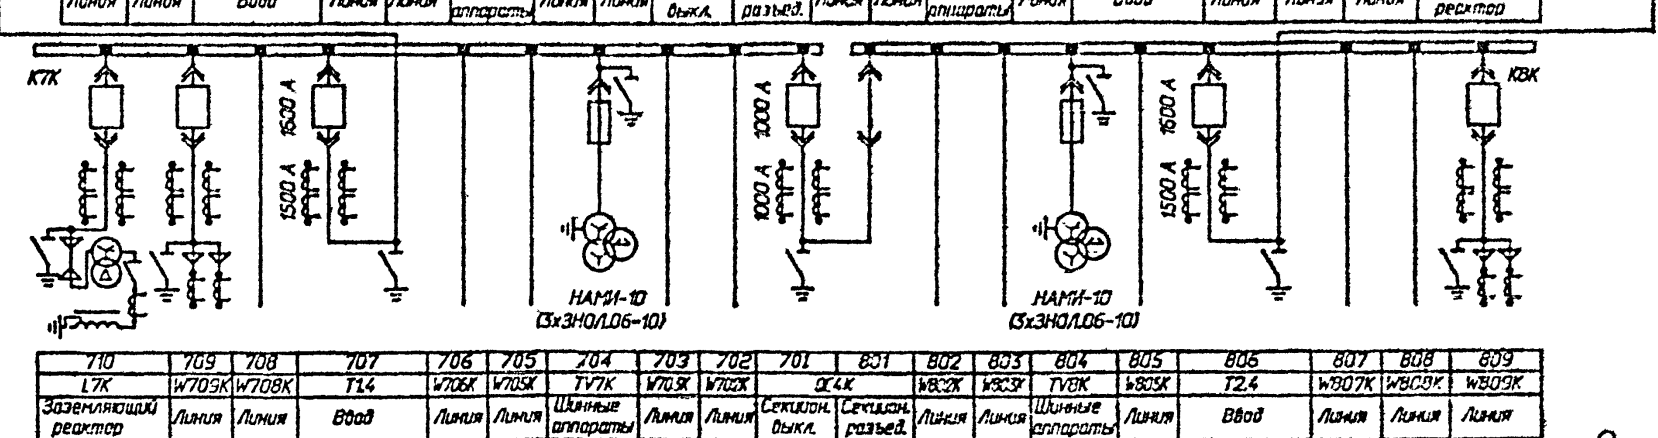 Линия Линия Ввод Линия Линия аппараты Линия Линия выкл. разъед. Линия Линия аппараты Линия Ввод Линия Линия Линия реактор
К7К К8К
1600 А 1000 А 1600 А
1500 А 1000 А 1500 А
НАМИ-10 НАМИ-10
(3х3НОЛ.06-10) (3х3НОЛ.06-10)
710 709 708 707 706 705 704 703 702 701 801 802 803 804 805 806 807 808 809
L7K W709K W708K T1.4 W706K W705K TV7K W703K W702K QC4K W802K W803K TV8K W805K T2.4 W807K W808K W809K
Заземляющий Линия Линия Ввод Линия Линия Шинные Линия Линия Секцион. Секцион. Линия Линия Шинные Линия Ввод Линия Линия Линия
реактор аппараты выкл. разъед. аппараты